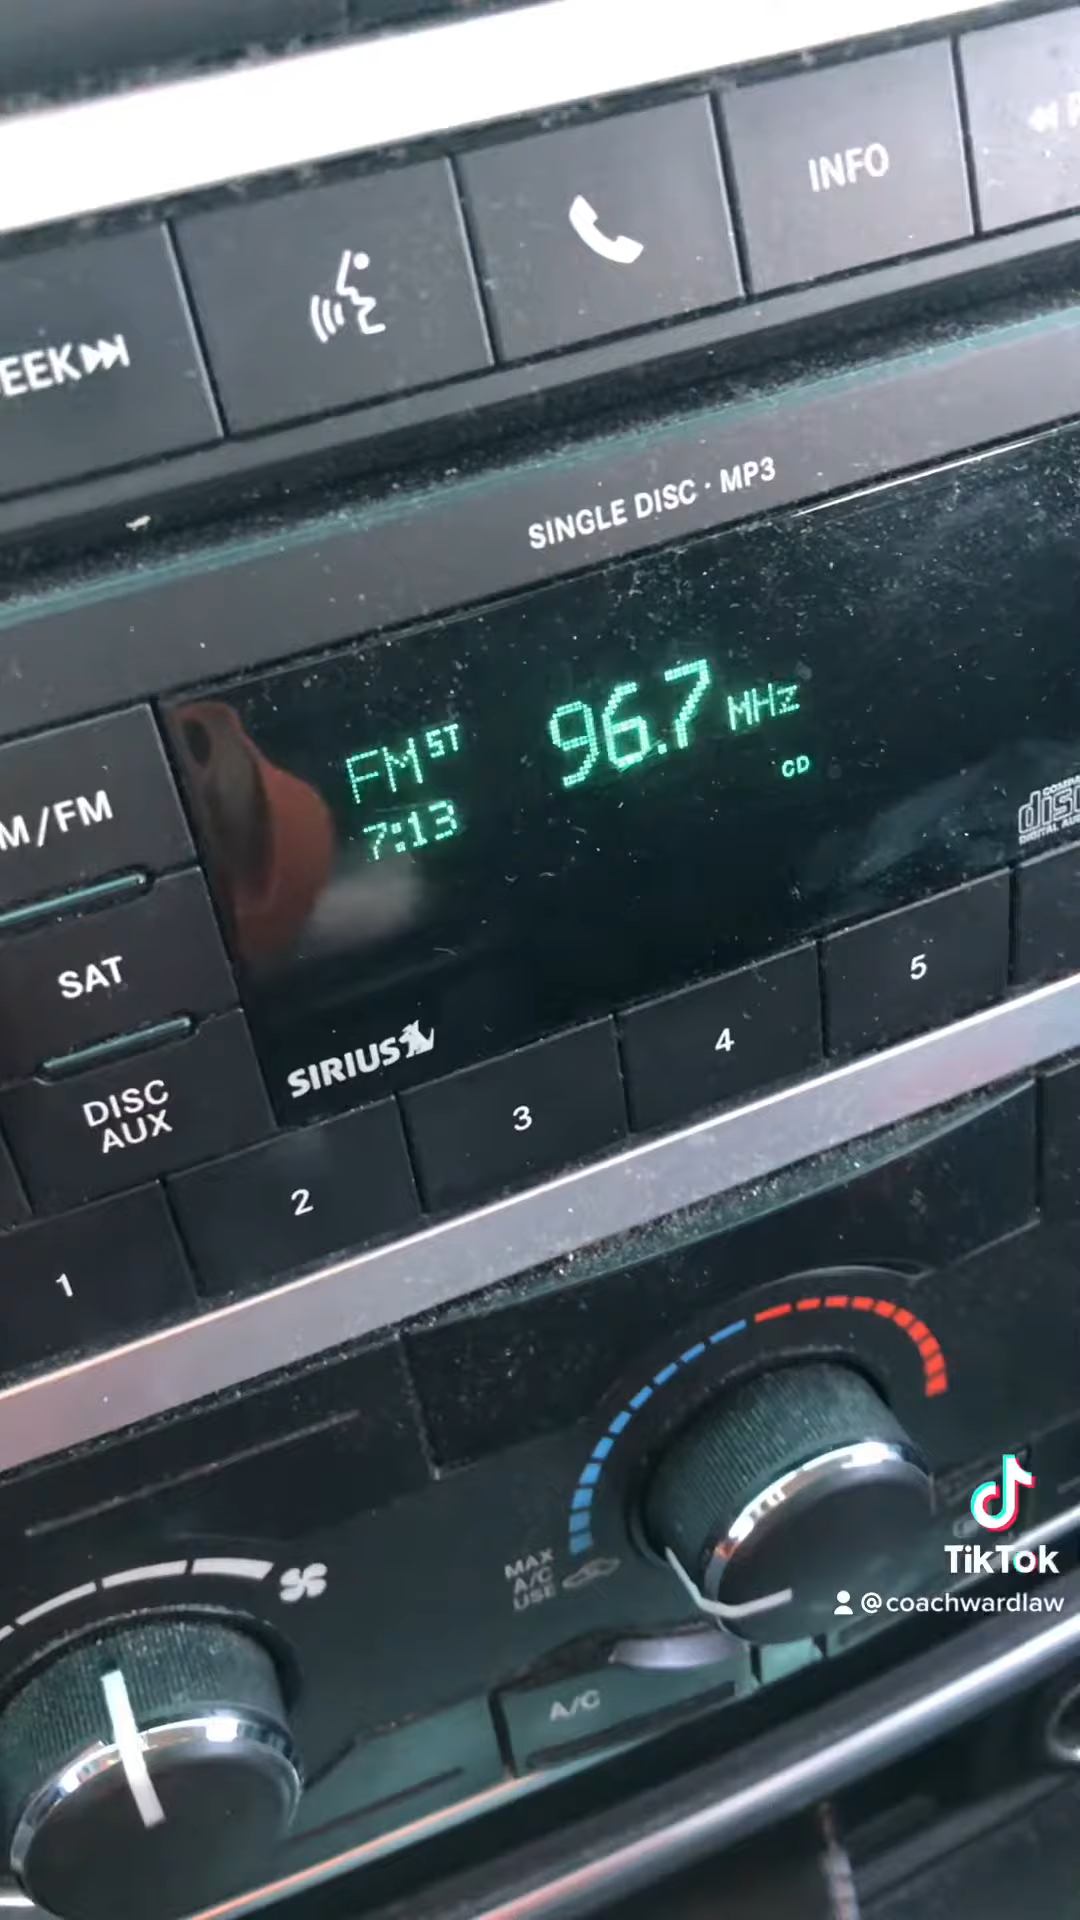 INFO
EEK
SINGLE DISC · MP3
FM ST 96.7 MHz
7:13
CD
M/FM
SAT
DISC
AUX
SIRIUS
1
2
3
4
5
MAX
A/C
USE
A/C
TikTok
@coachwardlaw